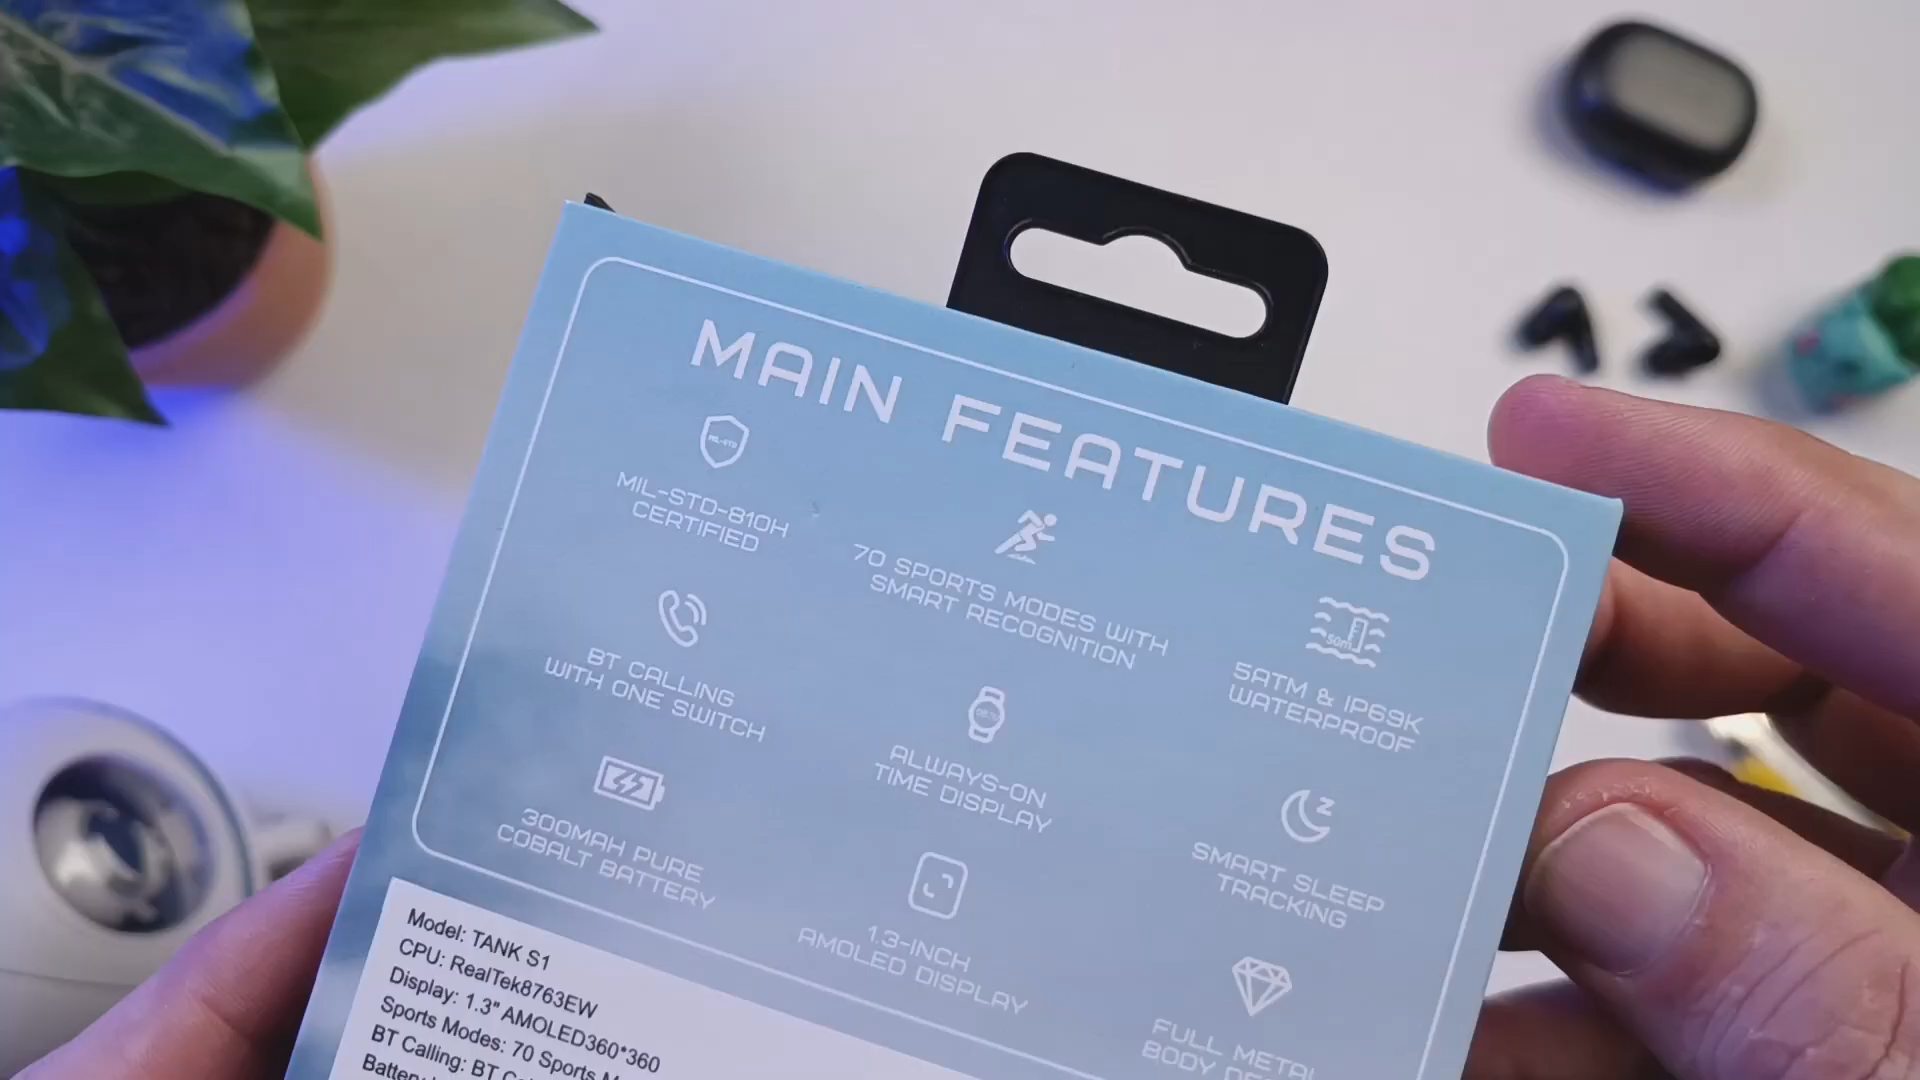 MAIN FEATURES
MIL-STD
MIL-STD-810H
CERTIFIED
70 SPORTS MODES WITH
SMART RECOGNITION
50m
5ATM & IP69K
WATERPROOF
BT CALLING
WITH ONE SWITCH
ALWAYS-ON
TIME DISPLAY
SMART SLEEP
TRACKING
300MAH PURE
COBALT BATTERY
1.3-INCH
AMOLED DISPLAY
FULL METAL
BODY
Model: TANK S1
CPU: RealTek8763EW
Display: 1.3" AMOLED360*360
Sports Modes: 70 Sports
BT Calling: BT
Battery